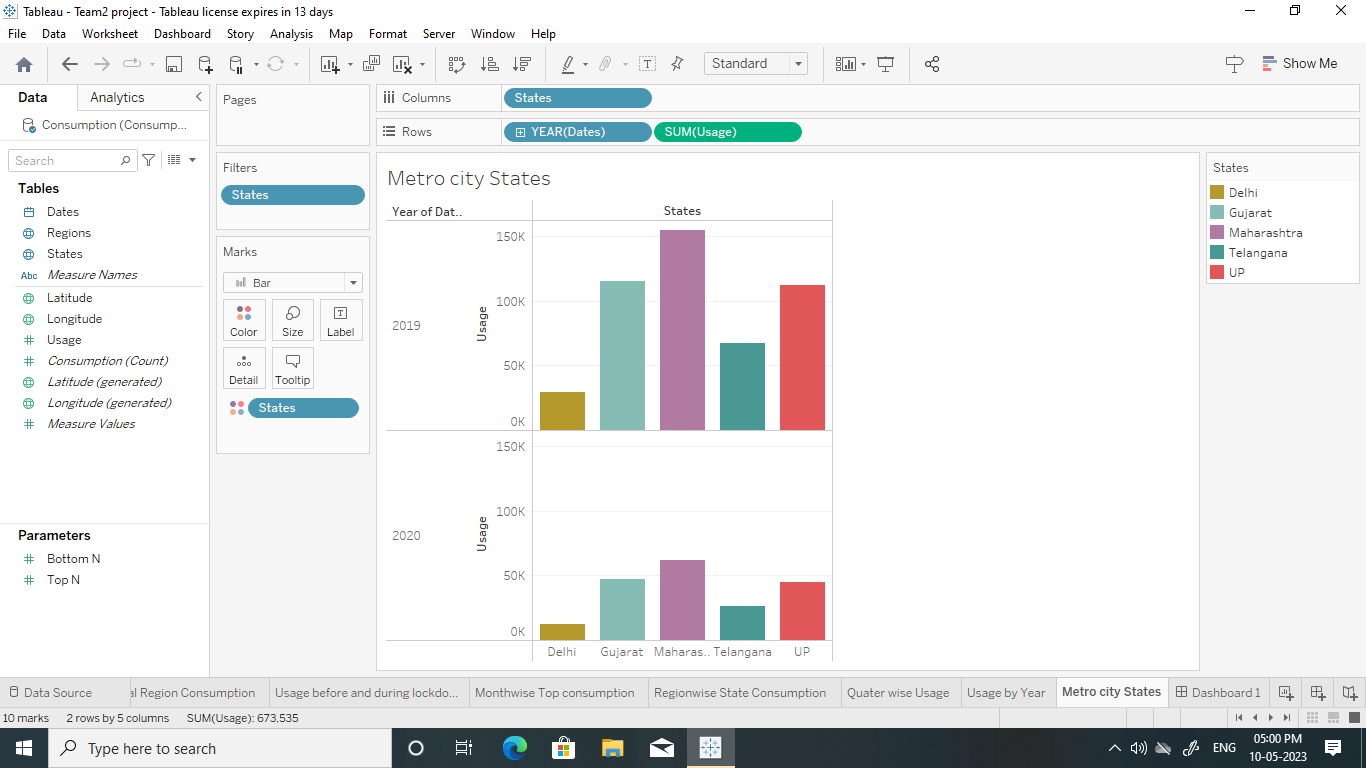 Tableau - Team2 project - Tableau license expires in 13 days
File Data Worksheet Dashboard Story Analysis Map Format Server Window Help
Standard
Show Me
Data Analytics
Consumption (Consump...
Search
Tables
Dates
Regions
States
Abc Measure Names
Latitude
Longitude
Usage
Consumption (Count)
Latitude (generated)
Longitude (generated)
Measure Values
Parameters
Bottom N
Top N
Pages
Filters
States
Marks
Bar
Color Size Label
Detail Tooltip
States
Columns States
Rows YEAR(Dates) SUM(Usage)
Metro city States
Year of Dat.. States
2019
Usage
150K
100K
50K
0K
2020
Usage
150K
100K
50K
0K
Delhi Gujarat Maharas.. Telangana UP
States
Delhi
Gujarat
Maharashtra
Telangana
UP
Data Source al Region Consumption Usage before and during lockdo... Monthwise Top consumption Regionwise State Consumption Quater wise Usage Usage by Year Metro city States Dashboard 1
10 marks 2 rows by 5 columns SUM(Usage): 673,535
Type here to search
ENG
05:00 PM
10-05-2023